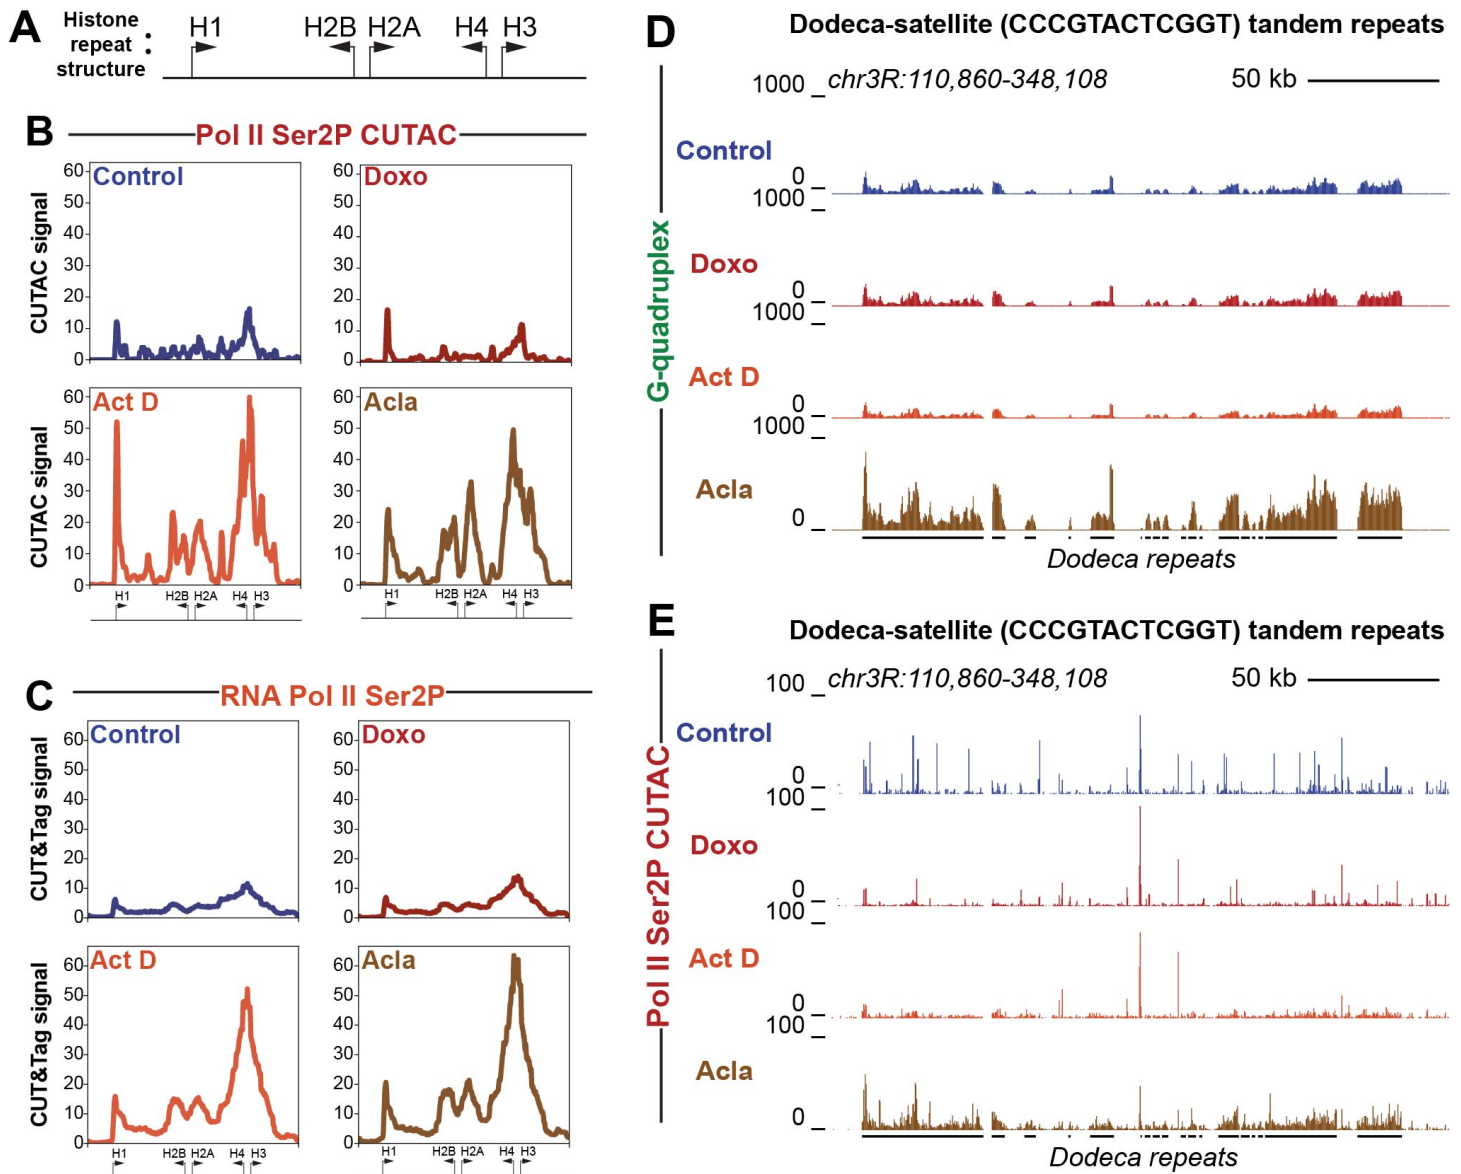 A
Histone
repeat :
structure
H1
H2B
H2A
H4
H3
B
Pol II Ser2P CUTAC
CUTAC signal
60
50
40
30
20
10
0
Control
60
50
40
30
20
10
0
Doxo
CUTAC signal
60
50
40
30
20
10
0
Act D
60
50
40
30
20
10
0
Acla
H1 H2B H2A H4 H3
H1 H2B H2A H4 H3
C
RNA Pol II Ser2P
CUT&Tag signal
60
50
40
30
20
10
0
Control
60
50
40
30
20
10
0
Doxo
CUT&Tag signal
60
50
40
30
20
10
0
Act D
60
50
40
30
20
10
0
Acla
H1 H2B H2A H4 H3
H1 H2B H2A H4 H3
D
Dodeca-satellite (CCCGTACTCGGT) tandem repeats
G-quadruplex
1000
chr3R:110,860-348,108
50 kb
Control
0
1000
Doxo
0
1000
Act D
0
1000
Acla
0
Dodeca repeats
E
Dodeca-satellite (CCCGTACTCGGT) tandem repeats
Pol II Ser2P CUTAC
100
chr3R:110,860-348,108
50 kb
Control
0
100
Doxo
0
100
Act D
0
100
Acla
0
Dodeca repeats